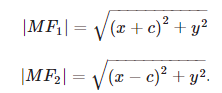 |MF₁| = √((x + c)² + y²)
|MF₂| = √((x − c)² + y²).